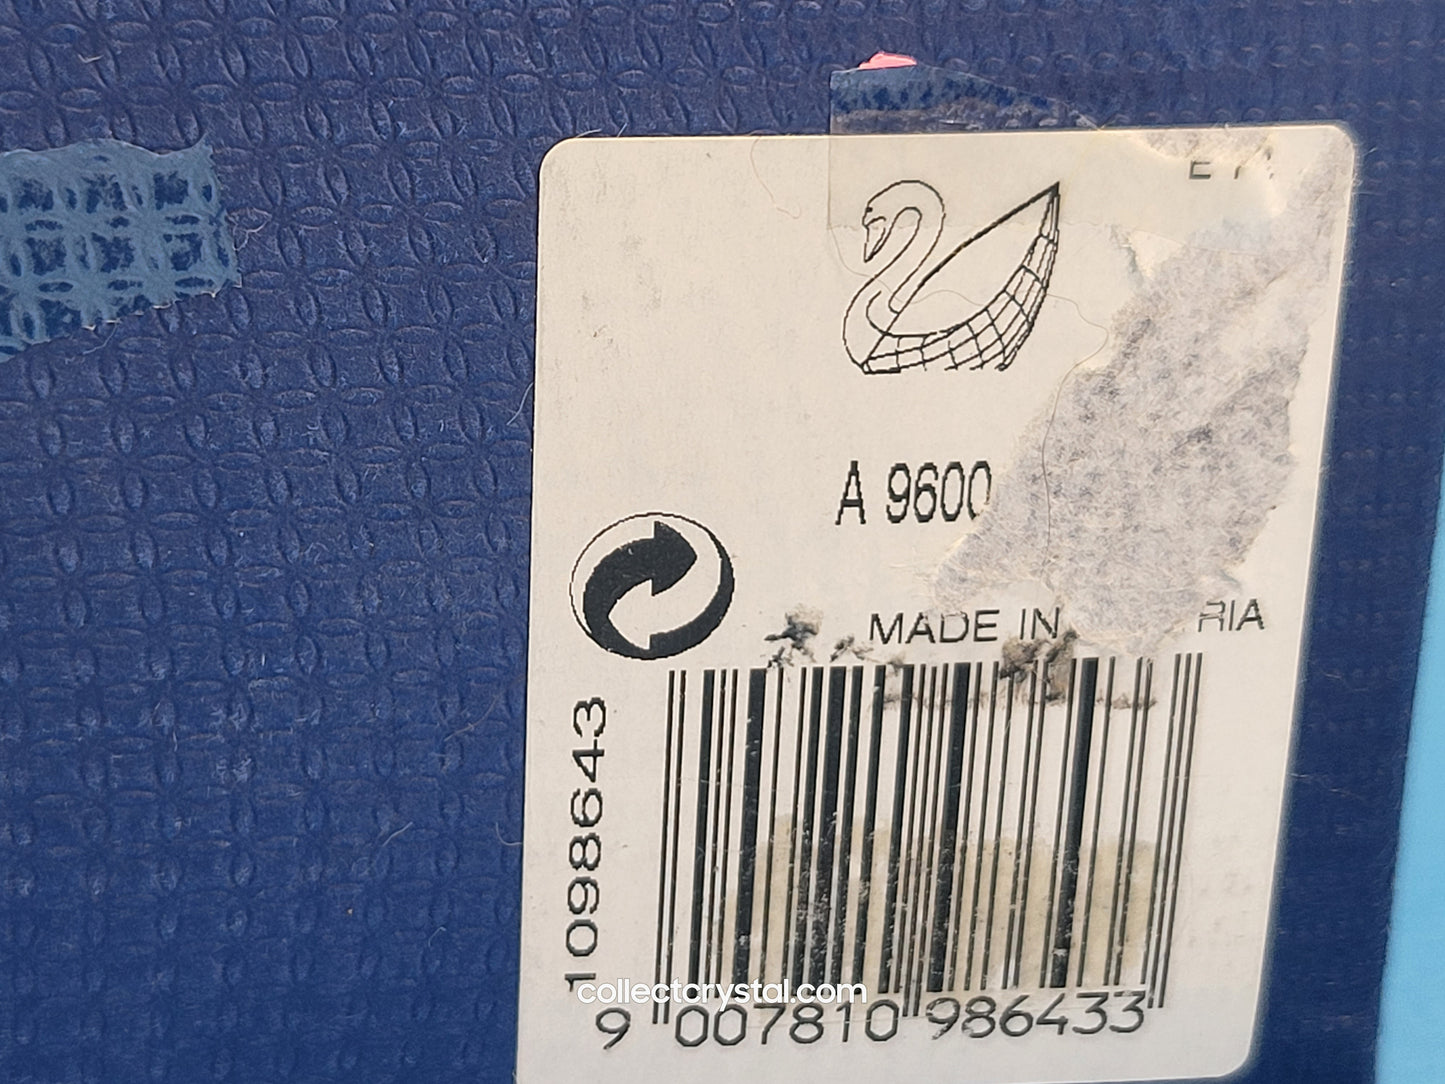 A 9600
MADE IN RIA
1098643
collectcrystal.com
9 007810 986433